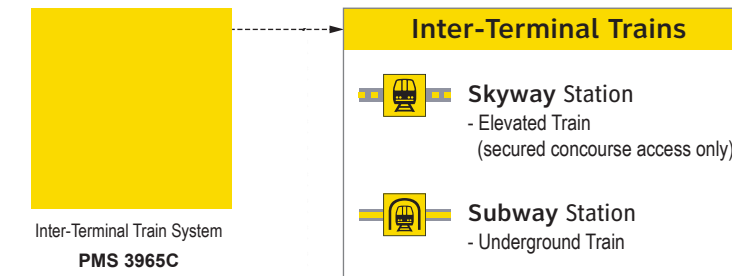 Inter-Terminal Trains
Skyway Station
- Elevated Train
(secured concourse access only)
Subway Station
- Underground Train
Inter-Terminal Train System
PMS 3965C